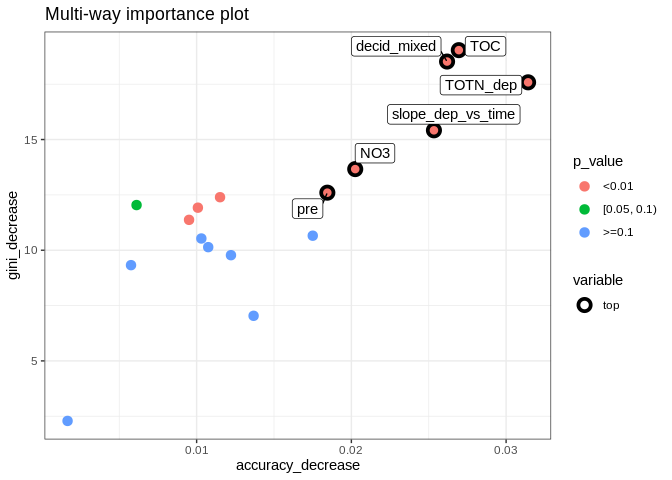 Multi-way importance plot
decid_mixed
TOC
TOTN_dep
slope_dep_vs_time
NO3
pre
15
10
5
gini_decrease
0.01
0.02
0.03
accuracy_decrease
p_value
<0.01
[0.05, 0.1)
>=0.1
variable
top